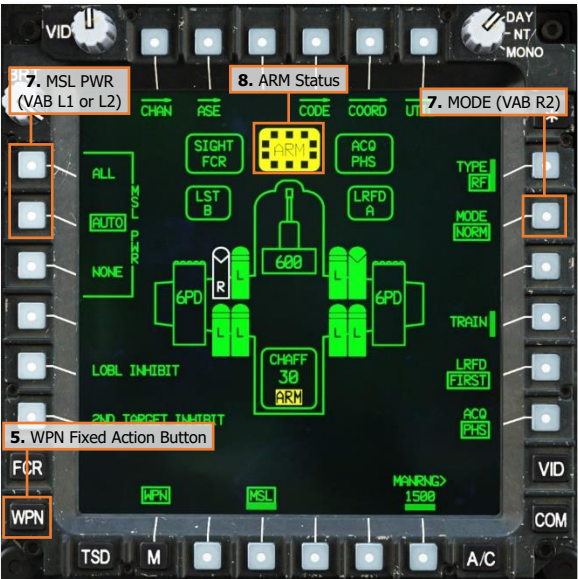 VID
DAY
NT
MONO
7. MSL PWR
(VAB L1 or L2)
8. ARM Status
7. MODE (VAB R2)
CHAN
ASE
CODE
COORD
SIGHT
FCR
ARM
ACQ
PHS
ALL
MSL PWR
TYPE
RF
LST
B
LRFD
A
AUTO
MODE
NORM
600
NONE
R
L
L
6PD
6PD
L
L
L
L
TRAIN
LOBL INHIBIT
CHAFF
30
ARM
LRFD
FIRST
2ND TARGET INHIBIT
ACQ
PHS
5. WPN Fixed Action Button
FCR
VID
WPN
MSL
MANRNG>
1500
WPN
COM
TSD
M
A/C